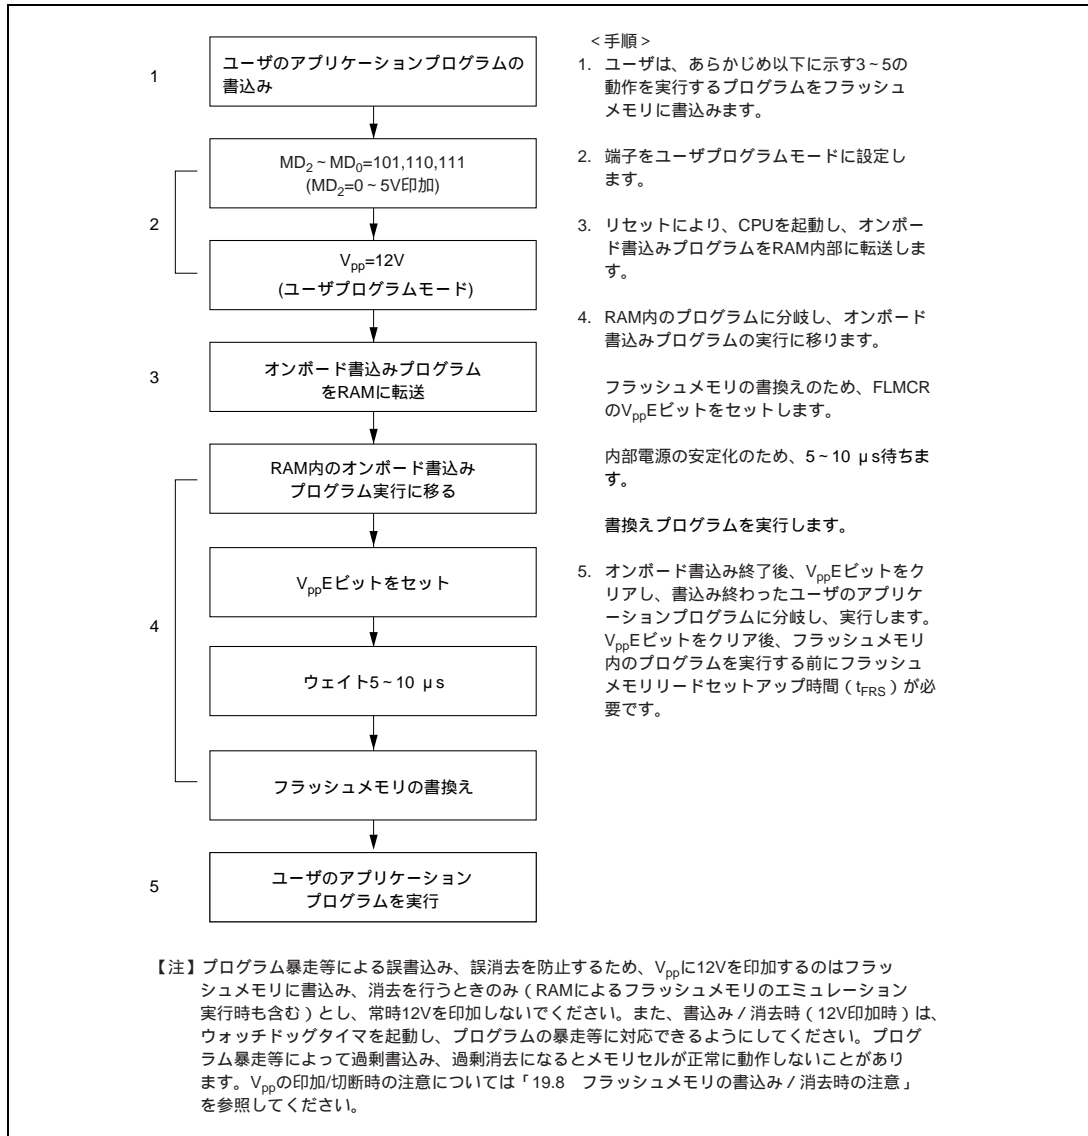 1
ユーザのアプリケーションプログラムの
書込み
2
MD2～MD0=101,110,111
(MD2=0～5V印加)
Vpp=12V
(ユーザプログラムモード)
3
オンボード書込みプログラム
をRAMに転送
4
RAM内のオンボード書込み
プログラム実行に移る
VppEビットをセット
ウェイト5～10 μs
フラッシュメモリの書換え
5
ユーザのアプリケーション
プログラムを実行
＜手順＞
1. ユーザは、あらかじめ以下に示す3～5の
動作を実行するプログラムをフラッシュ
メモリに書込みます。
2. 端子をユーザプログラムモードに設定し
ます。
3. リセットにより、CPUを起動し、オンボー
ド書込みプログラムをRAM内部に転送しま
す。
4. RAM内のプログラムに分岐し、オンボード
書込みプログラムの実行に移ります。
フラッシュメモリの書換えのため、FLMCR
のVppEビットをセットします。
内部電源の安定化のため、5～10 μs待ちま
す。
書換えプログラムを実行します。
5. オンボード書込み終了後、VppEビットをク
リアし、書込み終わったユーザのアプリケ
ーションプログラムに分岐し、実行します。
VppEビットをクリア後、フラッシュメモリ
内のプログラムを実行する前にフラッシュ
メモリリードセットアップ時間（tFRS）が必
要です。
【注】プログラム暴走等による誤書込み、誤消去を防止するため、Vppに12Vを印加するのはフラッ
シュメモリに書込み、消去を行うときのみ（RAMによるフラッシュメモリのエミュレーション
実行時も含む）とし、常時12Vを印加しないでください。また、書込み／消去時（12V印加時）は、
ウォッチドッグタイマを起動し、プログラムの暴走等に対応できるようにしてください。プログ
ラム暴走等によって過剰書込み、過剰消去になるとメモリセルが正常に動作しないことがあり
ます。Vppの印加/切断時の注意については「19.8　フラッシュメモリの書込み／消去時の注意」
を参照してください。